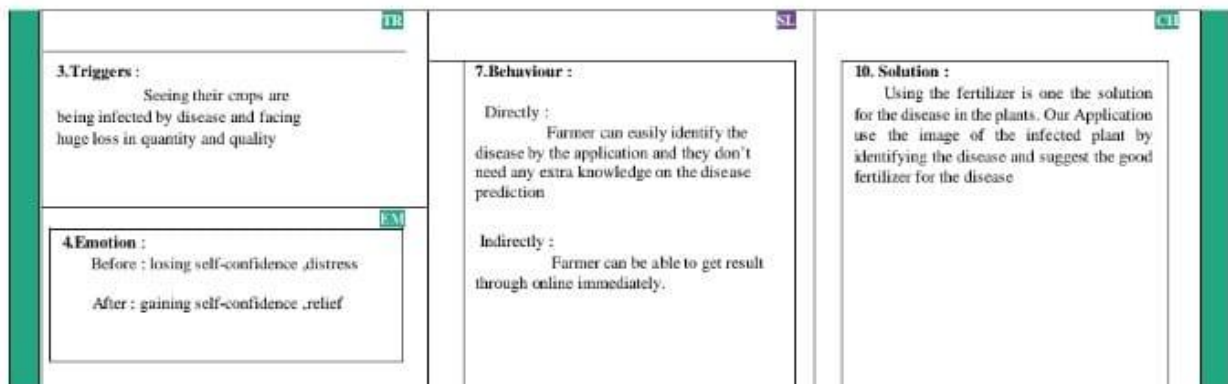 TR
3.Triggers :
Seeing their crops are
being infected by disease and facing
huge loss in quantity and quality
EM
4.Emotion :
Before : losing self-confidence ,distress
After : gaining self-confidence ,relief
SL
7.Behaviour :
Directly :
Farmer can easily identify the
disease by the application and they don't
need any extra knowledge on the disease
prediction
Indirectly :
Farmer can be able to get result
through online immediately.
CH
10. Solution :
Using the fertilizer is one the solution
for the disease in the plants. Our Application
use the image of the infected plant by
identifying the disease and suggest the good
fertilizer for the disease